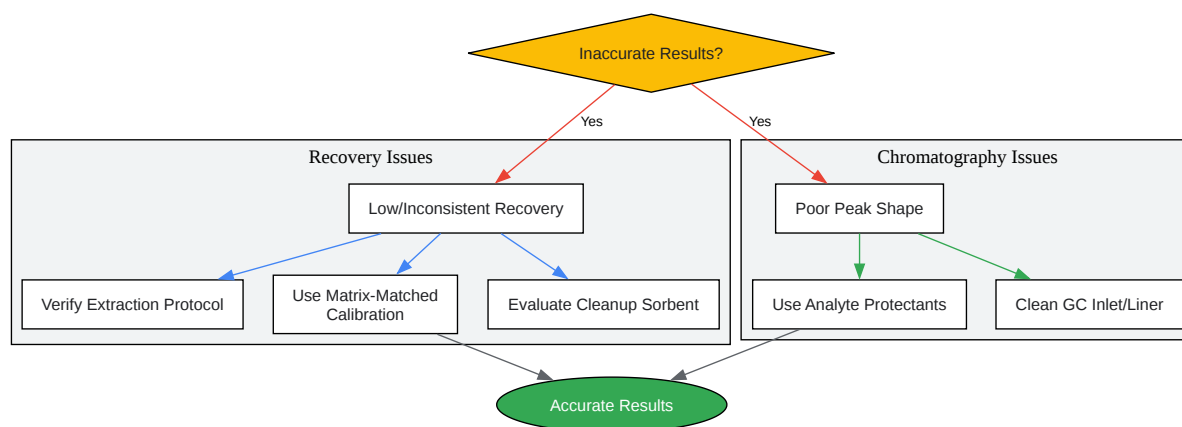 Inaccurate Results?
Yes
Yes
Recovery Issues
Chromatography Issues
Low/Inconsistent Recovery
Poor Peak Shape
Verify Extraction Protocol
Use Matrix-Matched
Calibration
Evaluate Cleanup Sorbent
Use Analyte Protectants
Clean GC Inlet/Liner
Accurate Results